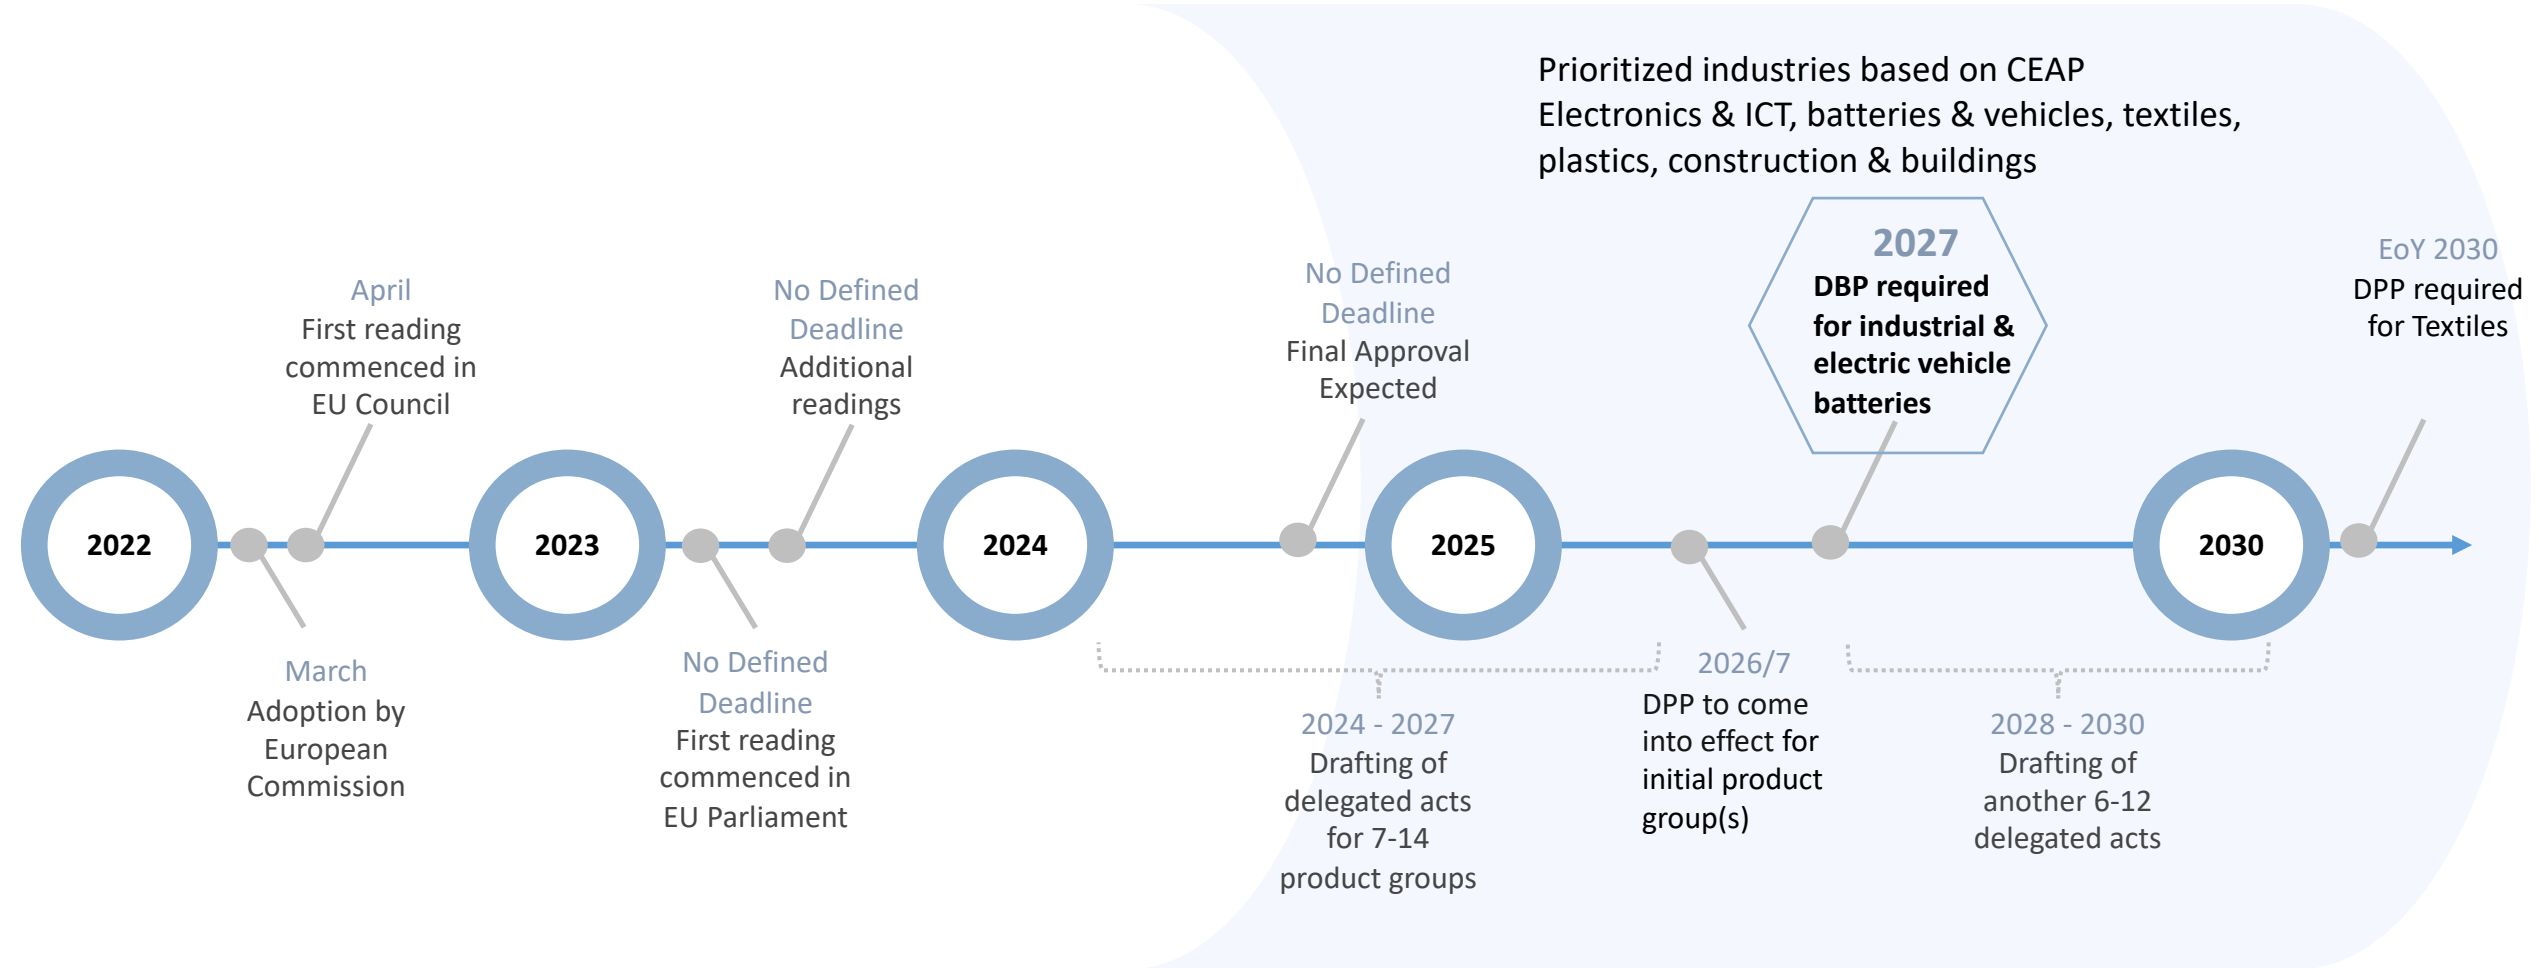 Prioritized industries based on CEAP
Electronics & ICT, batteries & vehicles, textiles,
plastics, construction & buildings
April
First reading
commenced in
EU Council
No Defined
Deadline
Additional
readings
No Defined
Deadline
Final Approval
Expected
2027
DBP required
for industrial &
electric vehicle
batteries
EoY 2030
DPP required
for Textiles
2022
2023
2024
2025
2030
March
Adoption by
European
Commission
No Defined
Deadline
First reading
commenced in
EU Parliament
2024 - 2027
Drafting of
delegated acts
for 7-14
product groups
2026/7
DPP to come
into effect for
initial product
group(s)
2028 - 2030
Drafting of
another 6-12
delegated acts